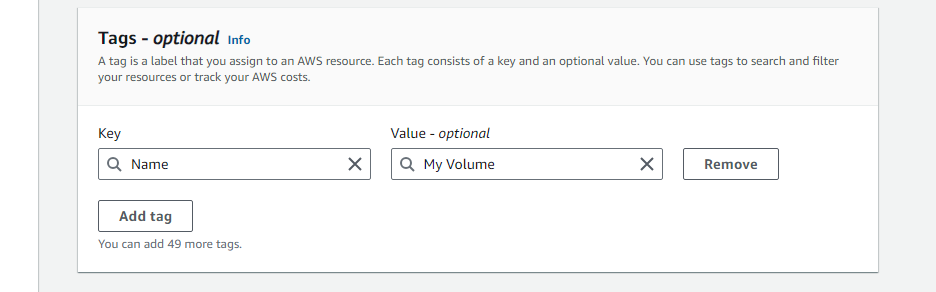 Tags - optional Info
A tag is a label that you assign to an AWS resource. Each tag consists of a key and an optional value. You can use tags to search and filter
your resources or track your AWS costs.
Key
Value - optional
Name
My Volume
Remove
Add tag
You can add 49 more tags.